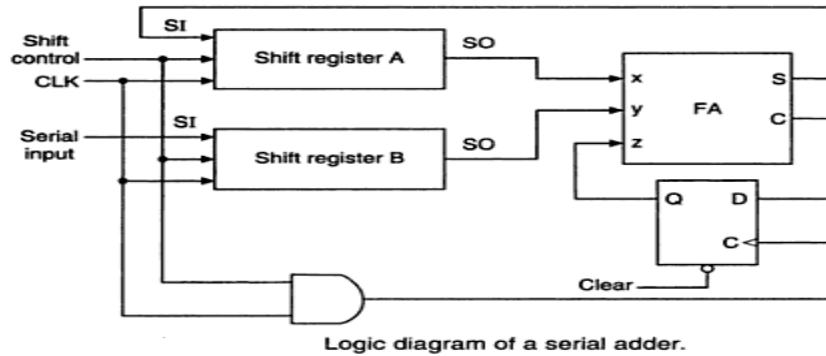 SI
Shift
control
Shift register A
SO
CLK
x
S
y
FA
C
z
Serial
input
SI
Shift register B
SO
Q
D
C
Clear
Logic diagram of a serial adder.